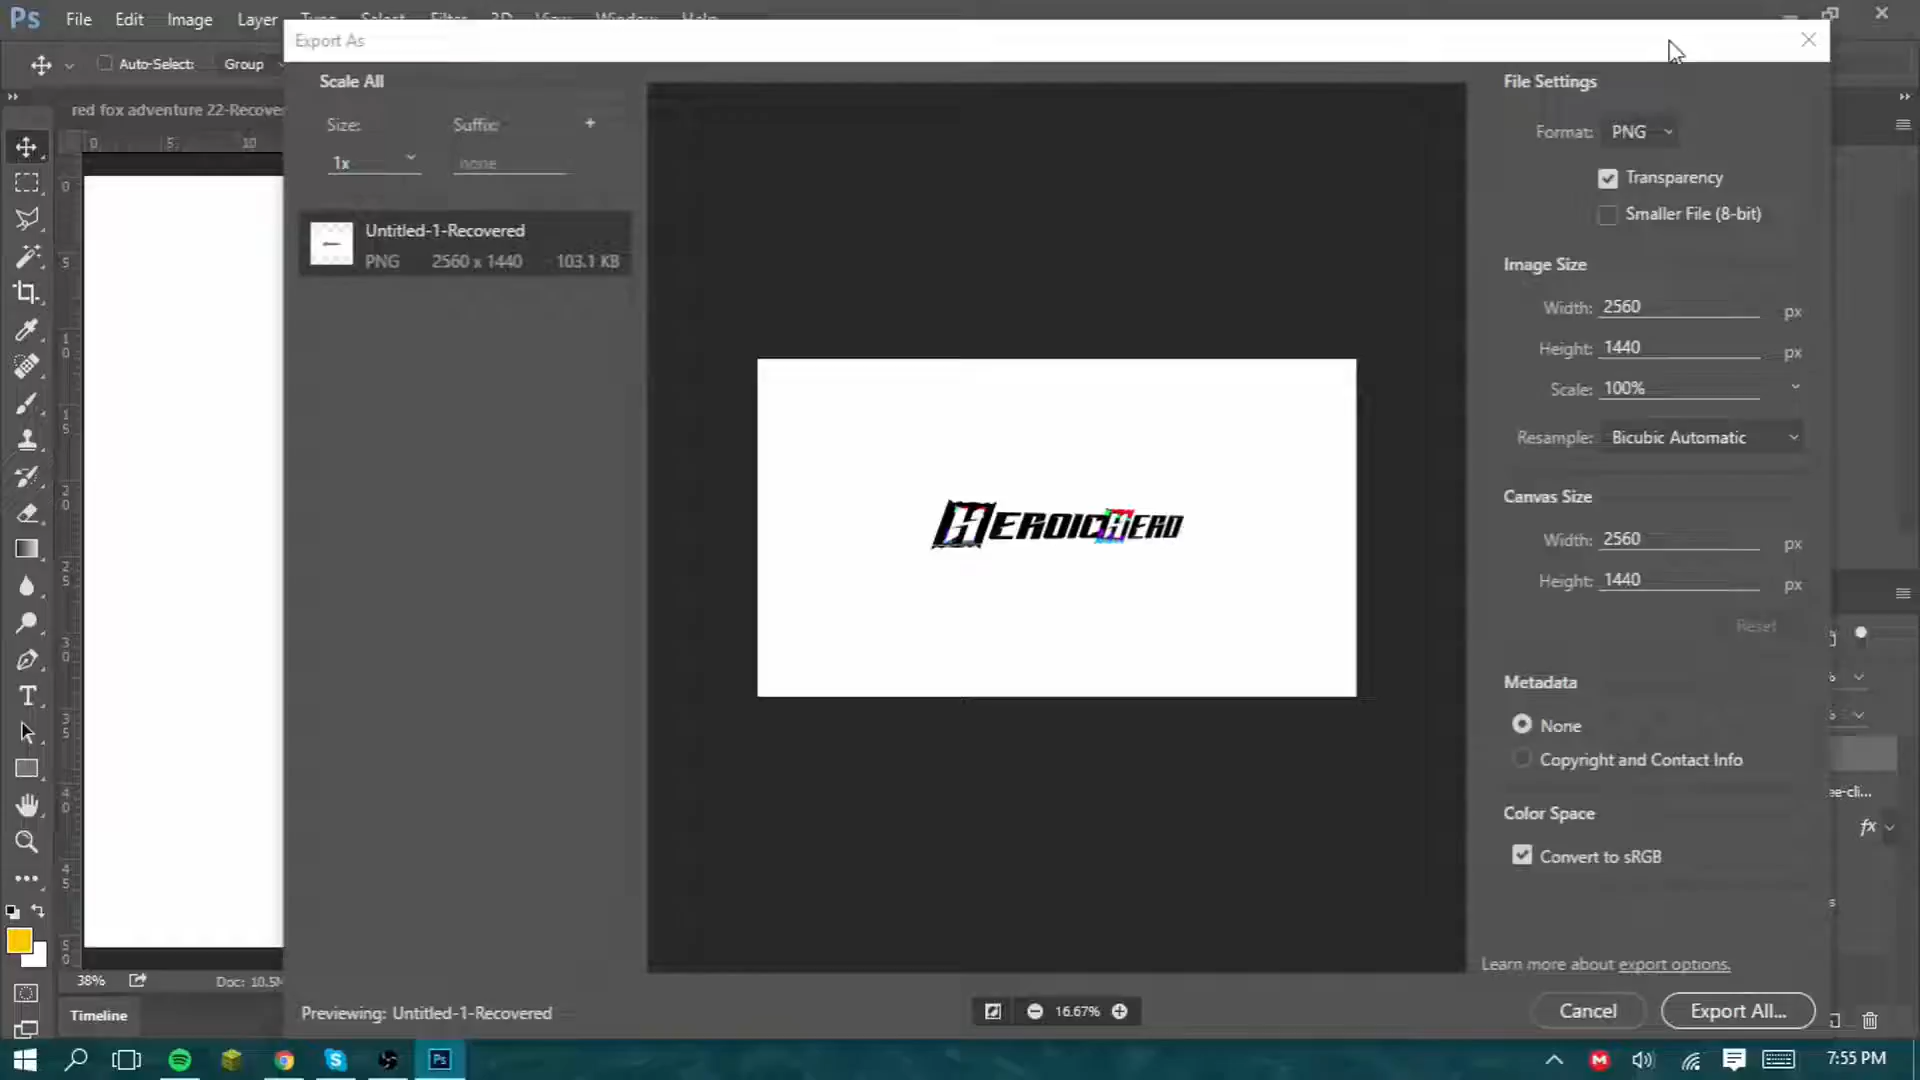 Ps File Edit Image Layer Type Select Filter 3D View Window Help
Export As
Auto-Select: Group
Scale All
File Settings
red fox adventure 22-Recove
Size: Suffix: +
Format: PNG
1x none
Transparency
Untitled-1-Recovered
Smaller File (8-bit)
PNG 2560 x 1440 103.1 KB
Image Size
Width: 2560 px
Height: 1440 px
Scale: 100%
Resample: Bicubic Automatic
HEROICHERO
Canvas Size
Width: 2560 px
Height: 1440 px
Reset
Metadata
None
Copyright and Contact Info
ee-cli...
Color Space
fx
Convert to sRGB
Learn more about export options.
38% Doc: 10.5M
Timeline
Previewing: Untitled-1-Recovered
16.67%
Cancel Export All...
Ps
7:55 PM